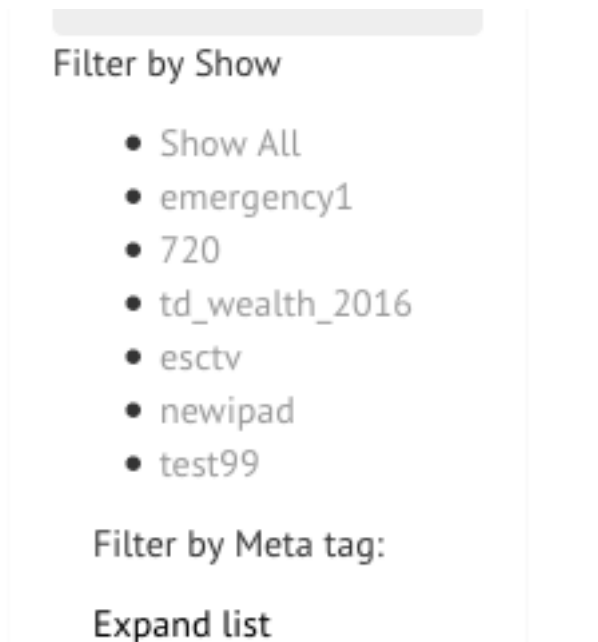 Filter by Show
Show All
emergency1
720
td_wealth_2016
esctv
newipad
test99
Filter by Meta tag:
Expand list